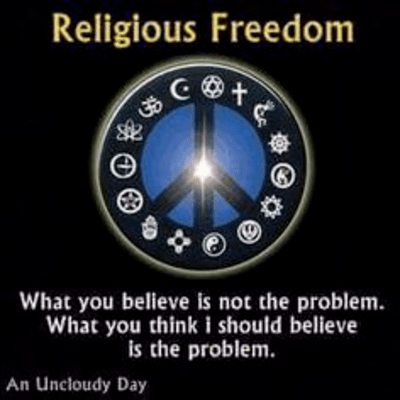 Religious Freedom
What you believe is not the problem.
What you think i should believe
is the problem.
An Uncloudy Day